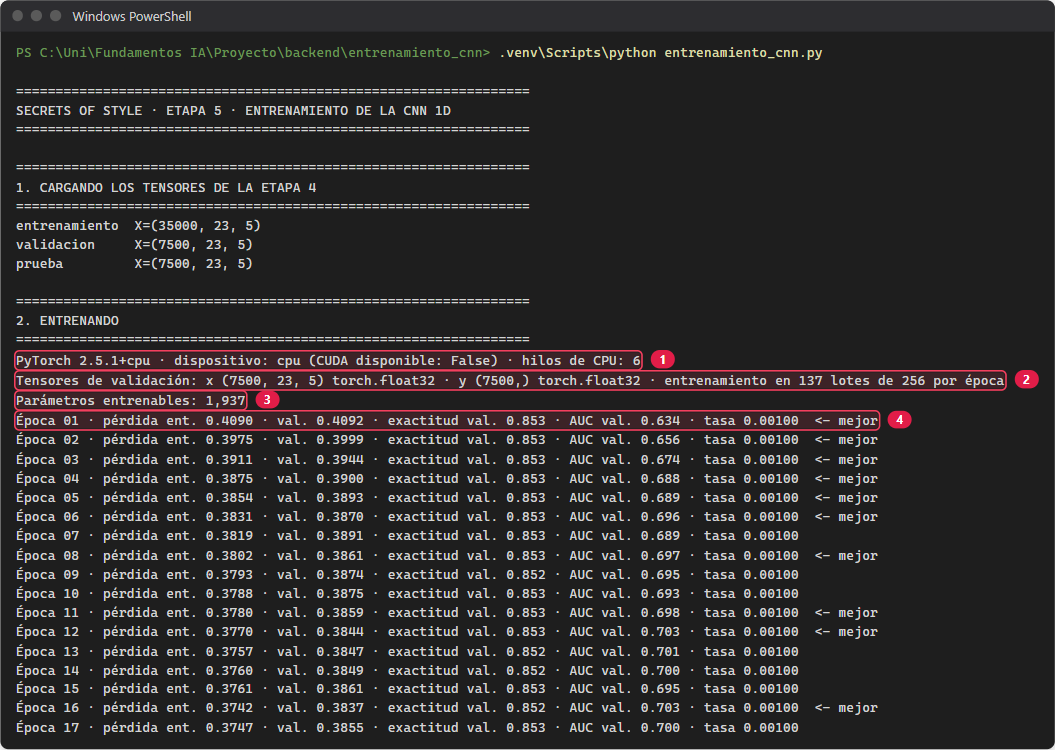 Windows PowerShell
PS C:\Uni\Fundamentos IA\Proyecto\backend\entrenamiento_cnn> .venv\Scripts\python entrenamiento_cnn.py
=================================================================
SECRETS OF STYLE · ETAPA 5 · ENTRENAMIENTO DE LA CNN 1D
=================================================================
=================================================================
1. CARGANDO LOS TENSORES DE LA ETAPA 4
=================================================================
entrenamiento  X=(35000, 23, 5)
validacion     X=(7500, 23, 5)
prueba         X=(7500, 23, 5)
=================================================================
2. ENTRENANDO
=================================================================
PyTorch 2.5.1+cpu · dispositivo: cpu (CUDA disponible: False) · hilos de CPU: 6 1
Tensores de validación: x (7500, 23, 5) torch.float32 · y (7500,) torch.float32 · entrenamiento en 137 lotes de 256 por época 2
Parámetros entrenables: 1,937 3
Época 01 · pérdida ent. 0.4090 · val. 0.4092 · exactitud val. 0.853 · AUC val. 0.634 · tasa 0.00100  <- mejor 4
Época 02 · pérdida ent. 0.3975 · val. 0.3999 · exactitud val. 0.853 · AUC val. 0.656 · tasa 0.00100  <- mejor
Época 03 · pérdida ent. 0.3911 · val. 0.3944 · exactitud val. 0.853 · AUC val. 0.674 · tasa 0.00100  <- mejor
Época 04 · pérdida ent. 0.3875 · val. 0.3900 · exactitud val. 0.853 · AUC val. 0.688 · tasa 0.00100  <- mejor
Época 05 · pérdida ent. 0.3854 · val. 0.3893 · exactitud val. 0.853 · AUC val. 0.689 · tasa 0.00100  <- mejor
Época 06 · pérdida ent. 0.3831 · val. 0.3870 · exactitud val. 0.853 · AUC val. 0.696 · tasa 0.00100  <- mejor
Época 07 · pérdida ent. 0.3819 · val. 0.3891 · exactitud val. 0.853 · AUC val. 0.689 · tasa 0.00100
Época 08 · pérdida ent. 0.3802 · val. 0.3861 · exactitud val. 0.853 · AUC val. 0.697 · tasa 0.00100  <- mejor
Época 09 · pérdida ent. 0.3793 · val. 0.3874 · exactitud val. 0.852 · AUC val. 0.695 · tasa 0.00100
Época 10 · pérdida ent. 0.3788 · val. 0.3875 · exactitud val. 0.853 · AUC val. 0.693 · tasa 0.00100
Época 11 · pérdida ent. 0.3780 · val. 0.3859 · exactitud val. 0.853 · AUC val. 0.698 · tasa 0.00100  <- mejor
Época 12 · pérdida ent. 0.3770 · val. 0.3844 · exactitud val. 0.853 · AUC val. 0.703 · tasa 0.00100  <- mejor
Época 13 · pérdida ent. 0.3757 · val. 0.3847 · exactitud val. 0.852 · AUC val. 0.701 · tasa 0.00100
Época 14 · pérdida ent. 0.3760 · val. 0.3849 · exactitud val. 0.852 · AUC val. 0.700 · tasa 0.00100
Época 15 · pérdida ent. 0.3761 · val. 0.3861 · exactitud val. 0.853 · AUC val. 0.695 · tasa 0.00100
Época 16 · pérdida ent. 0.3742 · val. 0.3837 · exactitud val. 0.852 · AUC val. 0.703 · tasa 0.00100  <- mejor
Época 17 · pérdida ent. 0.3747 · val. 0.3855 · exactitud val. 0.853 · AUC val. 0.700 · tasa 0.00100